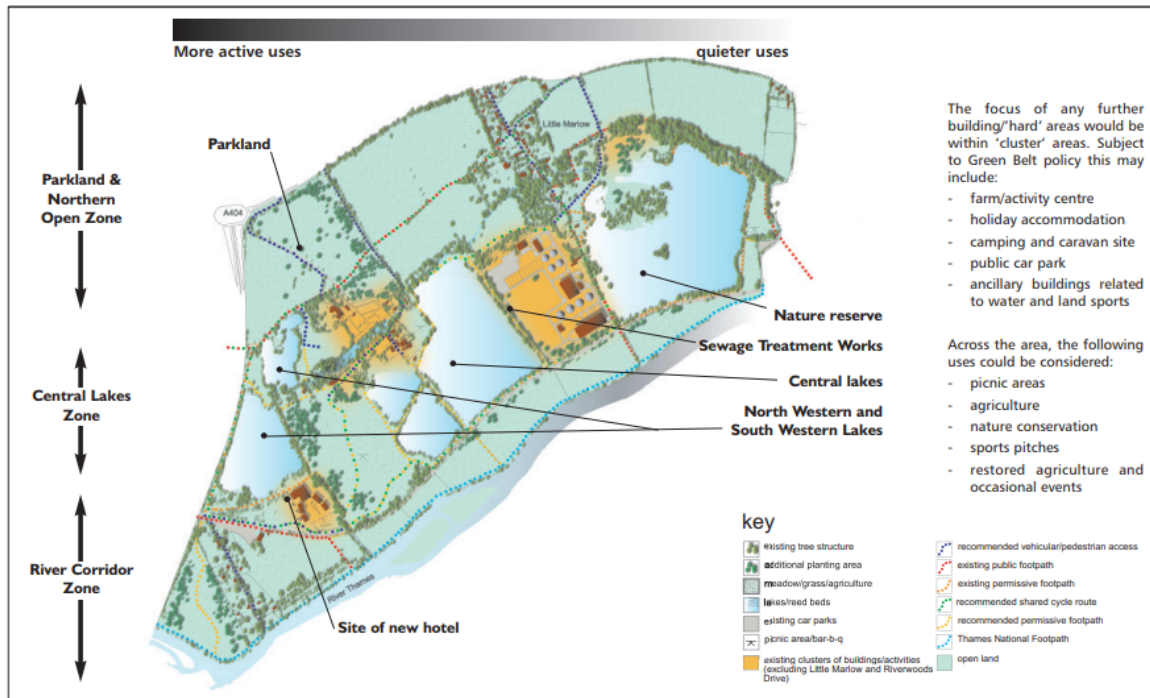 More active uses
quieter uses
Little Marlow
Parkland
Parkland &
Northern
Open Zone
A404
Nature reserve
Sewage Treatment Works
Central lakes
Central Lakes
Zone
North Western and
South Western Lakes
River Corridor
Zone
River Thames
Site of new hotel
The focus of any further
building/'hard' areas would be
within 'cluster' areas. Subject
to Green Belt policy this may
include:
- farm/activity centre
- holiday accommodation
- camping and caravan site
- public car park
- ancillary buildings related
to water and land sports
Across the area, the following
uses could be considered:
- picnic areas
- agriculture
- nature conservation
- sports pitches
- restored agriculture and
occasional events
key
existing tree structure
additional planting area
meadow/grass/agriculture
lakes/reed beds
existing car parks
picnic area/bar-b-q
existing clusters of buildings/activities
(excluding Little Marlow and Riverwoods
Drive)
recommended vehicular/pedestrian access
existing public footpath
existing permissive footpath
recommended shared cycle route
recommended permissive footpath
Thames National Footpath
open land